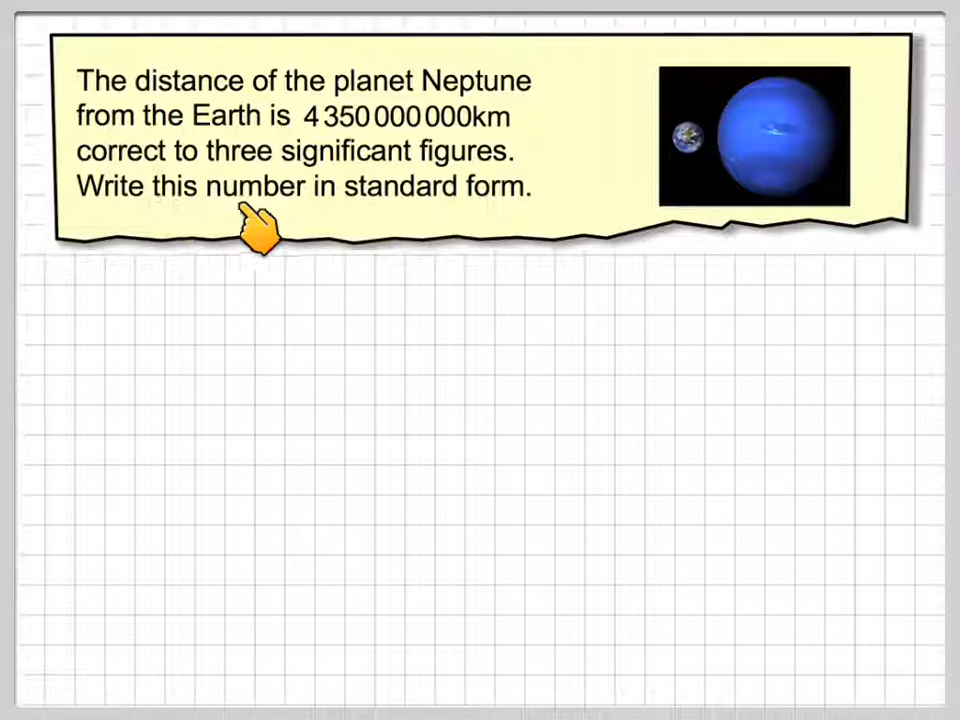 The distance of the planet Neptune
from the Earth is 4 350 000 000km
correct to three significant figures.
Write this number in standard form.